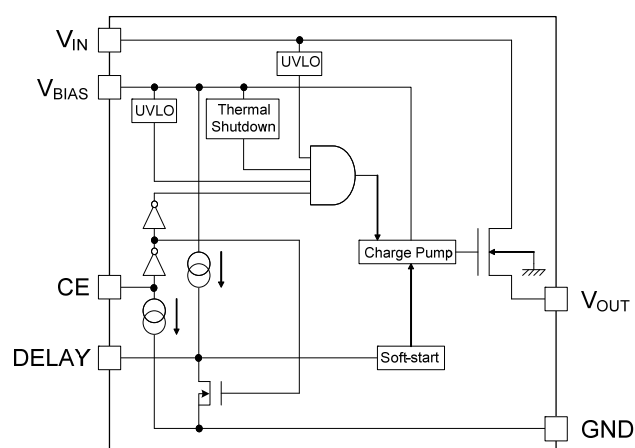 VIN
UVLO
VBIAS
UVLO
Thermal
Shutdown
Charge Pump
CE
VOUT
DELAY
Soft-start
GND